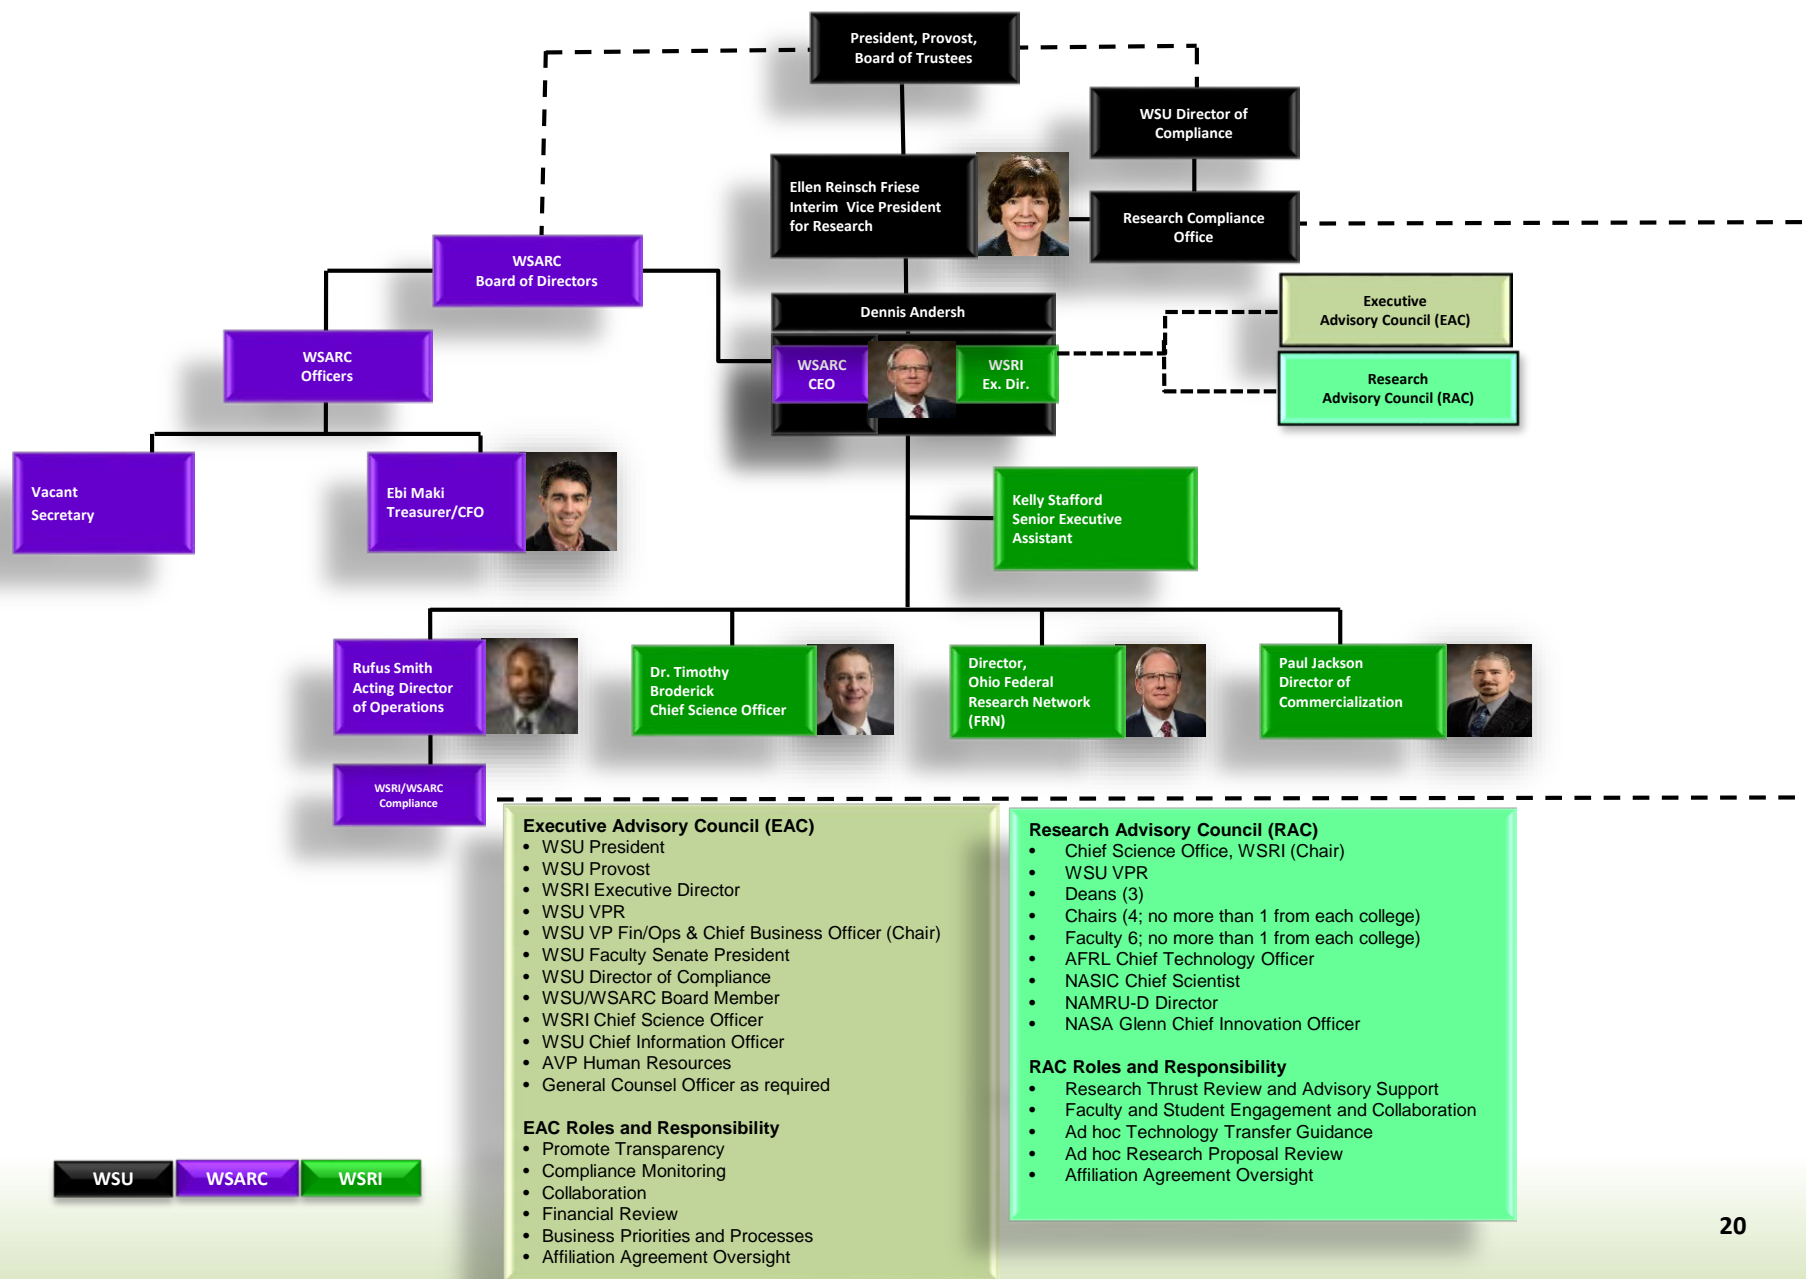 President, Provost,
Board of Trustees
WSU Director of
Compliance
Ellen Reinsch Friese
Interim  Vice President
for Research
Research Compliance
Office
WSARC
Board of Directors
Dennis Andersh
WSARC
CEO
WSRI
Ex. Dir.
Executive
Advisory Council (EAC)
Research
Advisory Council (RAC)
WSARC
Officers
Vacant
Secretary
Ebi Maki
Treasurer/CFO
Kelly Stafford
Senior Executive
Assistant
Rufus Smith
Acting Director
of Operations
Dr. Timothy
Broderick
Chief Science Officer
Director,
Ohio Federal
Research Network
(FRN)
Paul Jackson
Director of
Commercialization
WSRI/WSARC
Compliance
Executive Advisory Council (EAC)
• WSU President
• WSU Provost
• WSRI Executive Director
• WSU VPR
• WSU VP Fin/Ops & Chief Business Officer (Chair)
• WSU Faculty Senate President
• WSU Director of Compliance
• WSU/WSARC Board Member
• WSRI Chief Science Officer
• WSU Chief Information Officer
• AVP Human Resources
• General Counsel Officer as required
EAC Roles and Responsibility
• Promote Transparency
• Compliance Monitoring
• Collaboration
• Financial Review
• Business Priorities and Processes
• Affiliation Agreement Oversight
Research Advisory Council (RAC)
• Chief Science Office, WSRI (Chair)
• WSU VPR
• Deans (3)
• Chairs (4; no more than 1 from each college)
• Faculty 6; no more than 1 from each college)
• AFRL Chief Technology Officer
• NASIC Chief Scientist
• NAMRU-D Director
• NASA Glenn Chief Innovation Officer
RAC Roles and Responsibility
• Research Thrust Review and Advisory Support
• Faculty and Student Engagement and Collaboration
• Ad hoc Technology Transfer Guidance
• Ad hoc Research Proposal Review
• Affiliation Agreement Oversight
WSU
WSARC
WSRI
20